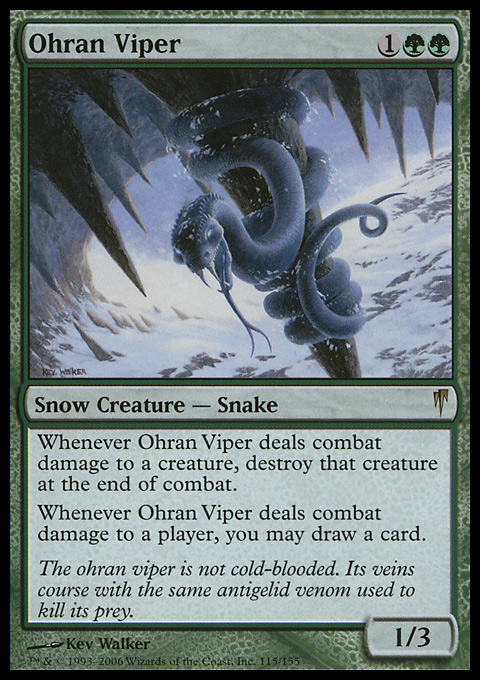 Ohran Viper 1
KEV WALKER
Snow Creature — Snake
Whenever Ohran Viper deals combat
damage to a creature, destroy that creature
at the end of combat.
Whenever Ohran Viper deals combat
damage to a player, you may draw a card.
The ohran viper is not cold-blooded. Its veins
course with the same antigelid venom used to
kill its prey.
Kev Walker
1/3
™ & © 1993–2006 Wizards of the Coast, Inc. 115/155